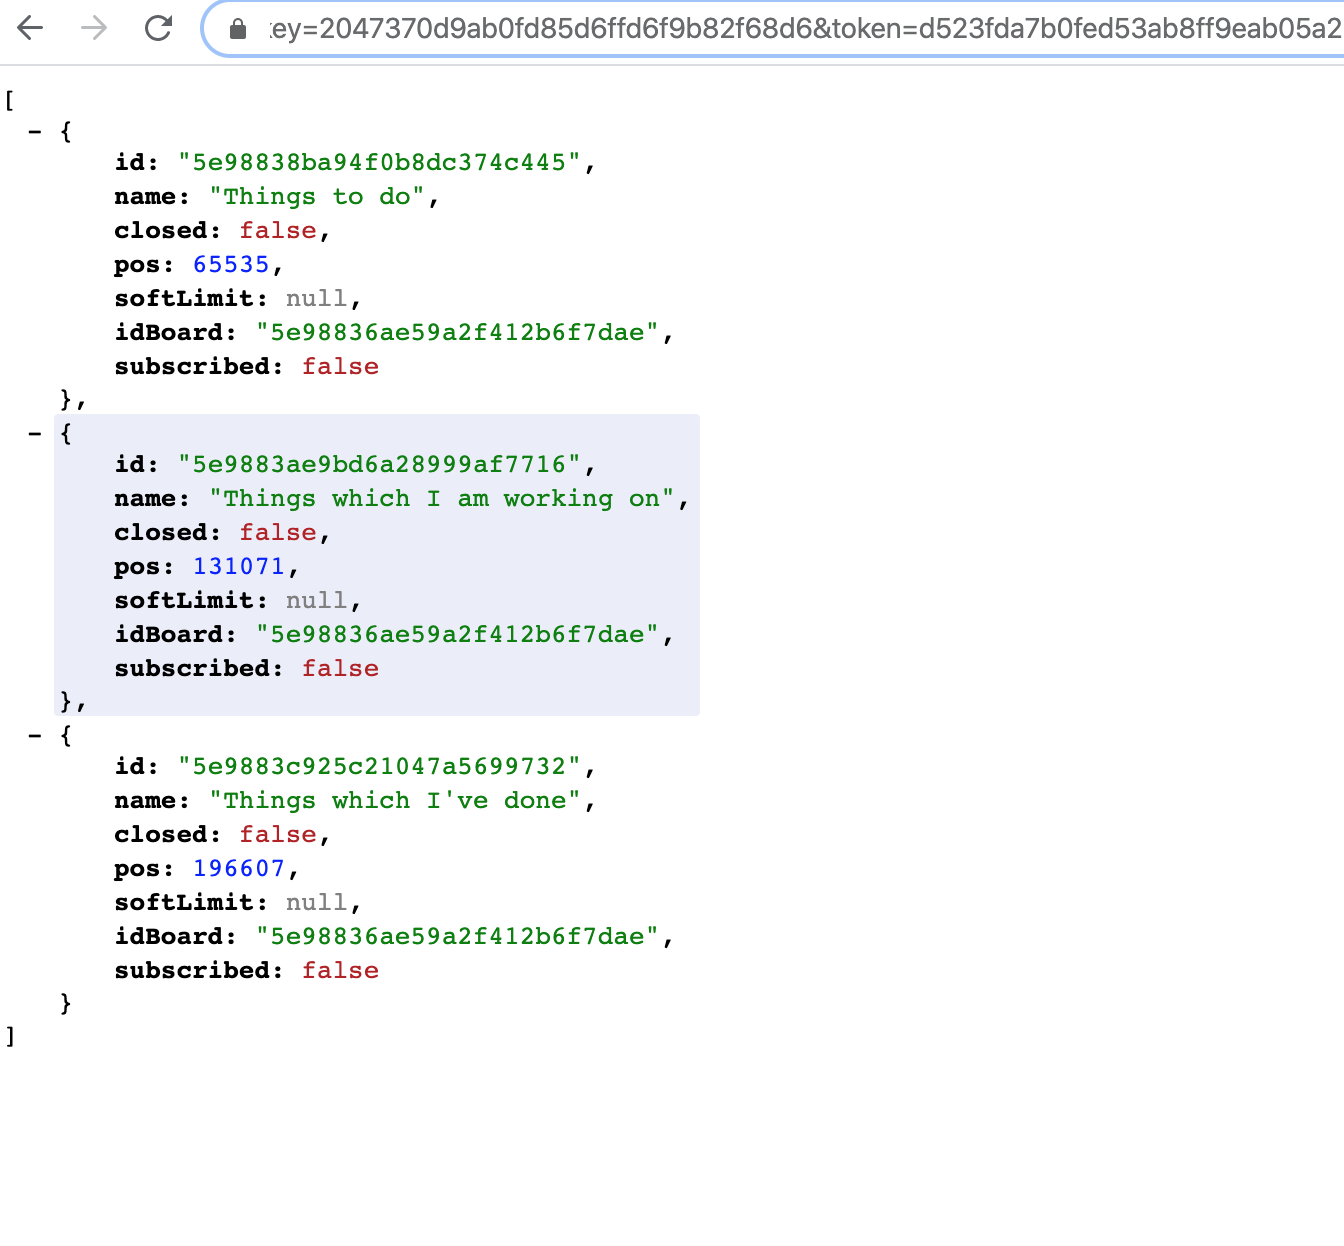 key=2047370d9ab0fd85d6ffd6f9b82f68d6&token=d523fda7b0fed53ab8ff9eab05a2
[
- {
id: "5e98838ba94f0b8dc374c445",
name: "Things to do",
closed: false,
pos: 65535,
softLimit: null,
idBoard: "5e98836ae59a2f412b6f7dae",
subscribed: false
},
- {
id: "5e9883ae9bd6a28999af7716",
name: "Things which I am working on",
closed: false,
pos: 131071,
softLimit: null,
idBoard: "5e98836ae59a2f412b6f7dae",
subscribed: false
},
- {
id: "5e9883c925c21047a5699732",
name: "Things which I've done",
closed: false,
pos: 196607,
softLimit: null,
idBoard: "5e98836ae59a2f412b6f7dae",
subscribed: false
}
]